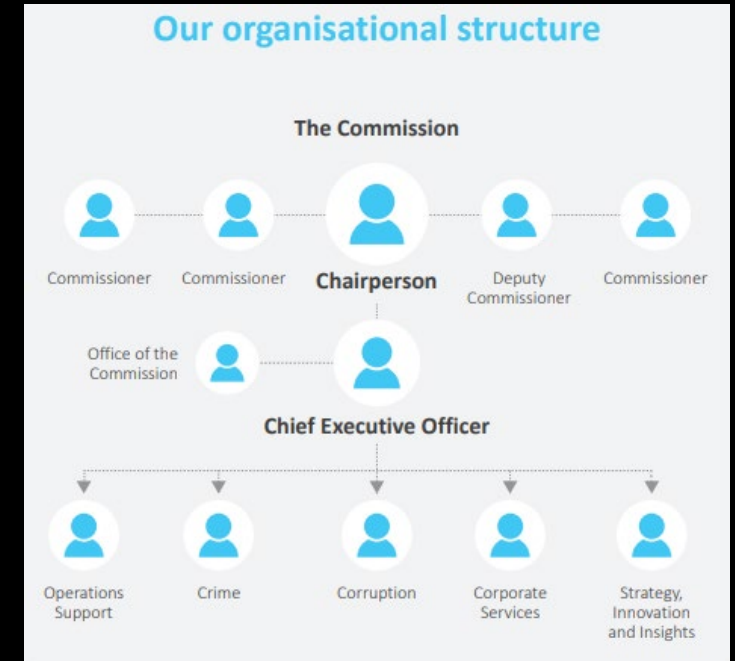 Our organisational structure
The Commission
Commissioner
Commissioner
Chairperson
Deputy
Commissioner
Commissioner
Office of the
Commission
Chief Executive Officer
Operations
Support
Crime
Corruption
Corporate
Services
Strategy,
Innovation
and Insights